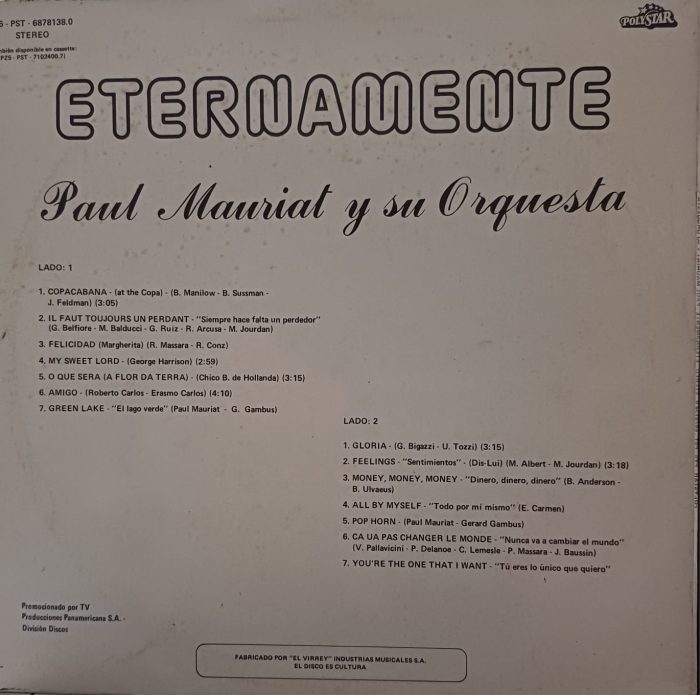 PST - 6878138.0
STEREO
disponible en cassette:
PST - 7103400.71
POLYSTAR
ETERNAMENTE
Paul Mauriat y su Orquesta
LADO: 1
1. COPACABANA - (at the Copa) - (B. Manilow - B. Sussman -
J. Feldman) (3:05)
2. IL FAUT TOUJOURS UN PERDANT - "Siempre hace falta un perdedor"
(G. Belfiore - M. Balducci - G. Ruiz - R. Arcusa - M. Jourdan)
3. FELICIDAD (Margherita) (R. Massara - R. Conz)
4. MY SWEET LORD - (George Harrison) (2:59)
5. O QUE SERA (A FLOR DA TERRA) - (Chico B. de Hollanda) (3:15)
6. AMIGO - (Roberto Carlos - Erasmo Carlos) (4:10)
7. GREEN LAKE - "El lago verde" (Paul Mauriat - G. Gambus)
LADO: 2
1. GLORIA - (G. Bigazzi - U. Tozzi) (3:15)
2. FEELINGS - "Sentimientos" - (Dis-Lui) (M. Albert - M. Jourdan) (3:18)
3. MONEY, MONEY, MONEY - "Dinero, dinero, dinero" (B. Anderson -
B. Ulvaeus)
4. ALL BY MYSELF - "Todo por mí mismo" (E. Carmen)
5. POP HORN - (Paul Mauriat - Gerard Gambus)
6. CA UA PAS CHANGER LE MONDE - "Nunca va a cambiar el mundo"
(V. Pallavicini - P. Delanoe - C. Lemesle - P. Massara - J. Baussin)
7. YOU'RE THE ONE THAT I WANT - "Tú eres lo único que quiero"
Promocionado por TV
Producciones Panamericana S.A. -
División Discos
FABRICADO POR "EL VIRREY" INDUSTRIAS MUSICALES S.A.
EL DISCO ES CULTURA